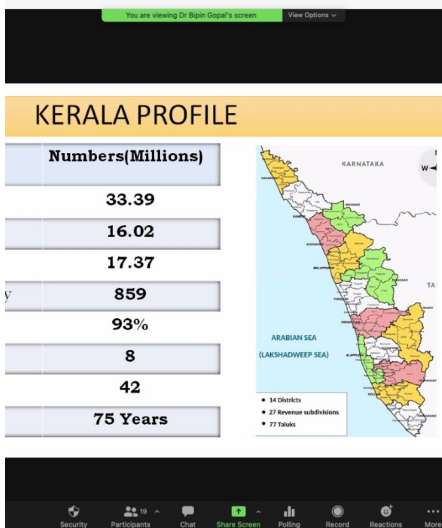 You are viewing Dr Bipin Gopal's screen
View Options
KERALA PROFILE
Numbers(Millions)
33.39
16.02
17.37
y 859
93%
8
42
75 Years
KARNATAKA
W
TA
ARABIAN SEA
(LAKSHADWEEP SEA)
• 14 Districts
• 27 Revenue subdivisions
• 77 Taluks
19
Security Participants Chat Share Screen Polling Record Reactions More